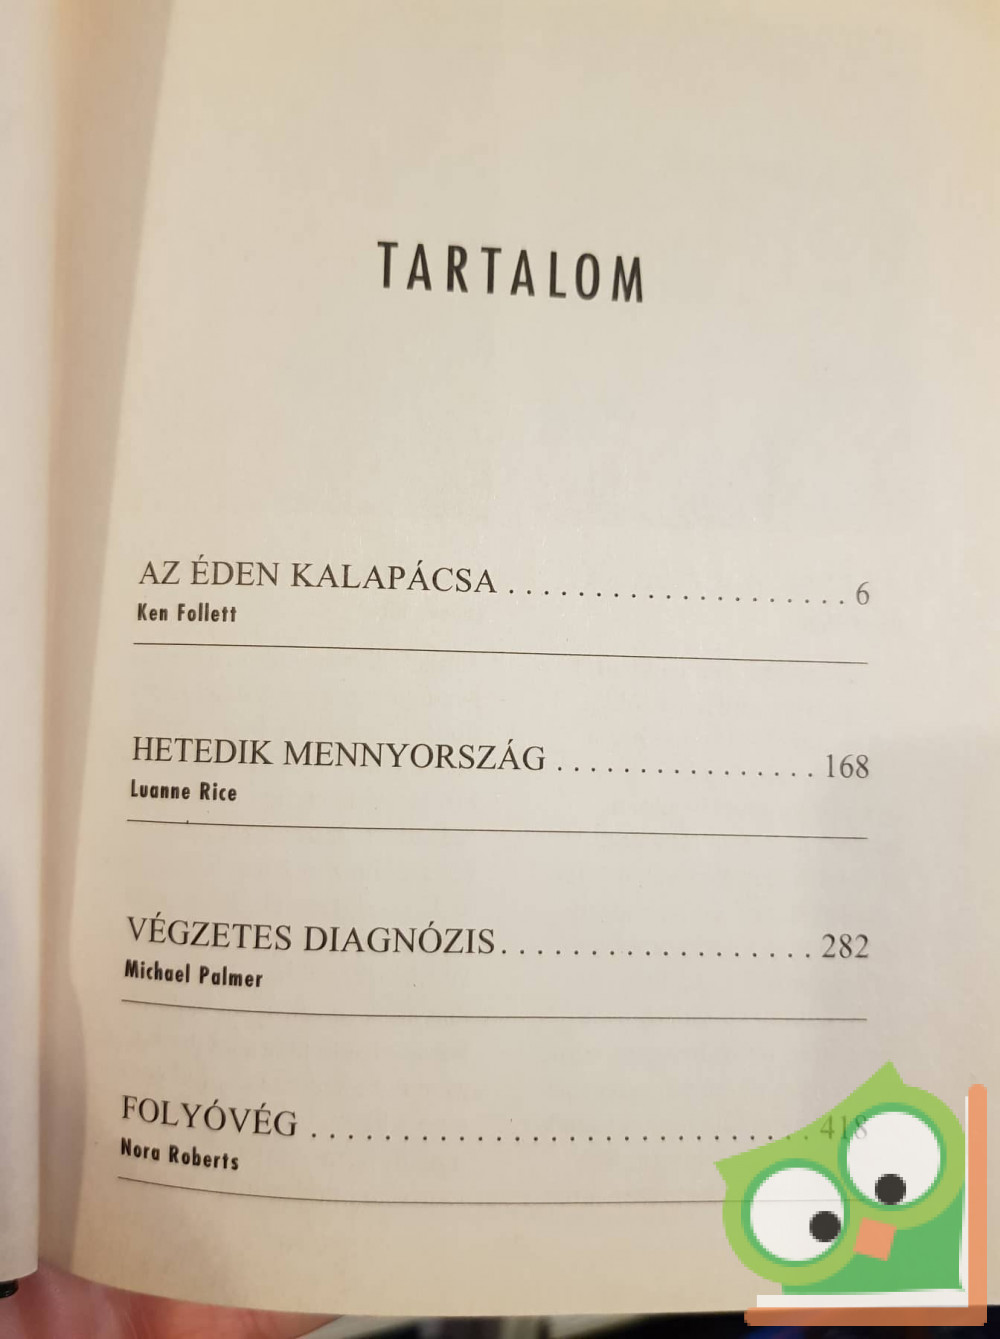 TARTALOM
AZ ÉDEN KALAPÁCSA . . . . . . . . . . . . . . . . . . . . 6
Ken Follett
HETEDIK MENNYORSZÁG . . . . . . . . . . . . . . . . 168
Luanne Rice
VÉGZETES DIAGNÓZIS . . . . . . . . . . . . . . . . . . 282
Michael Palmer
FOLYÓVÉG . . . . . . . . . . . . . . . . . . . . . . . . . . . . 418
Nora Roberts